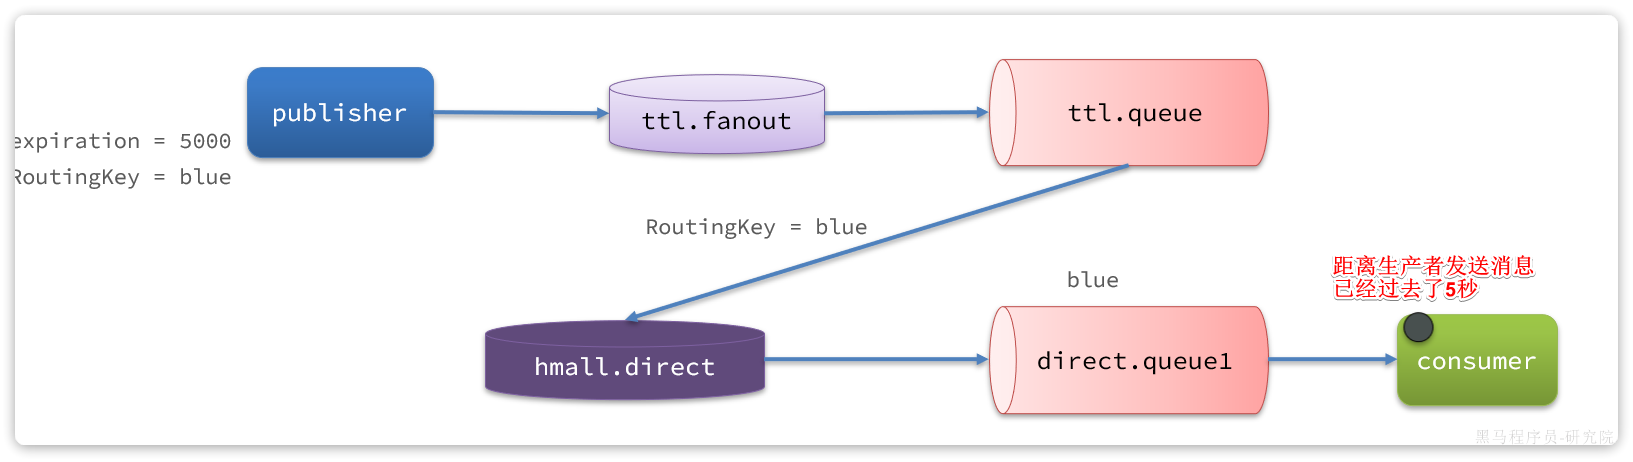 publisher
ttl.fanout
ttl.queue
expiration = 5000
RoutingKey = blue
RoutingKey = blue
blue
距离生产者发送消息
已经过去了5秒
hmall.direct
direct.queue1
consumer
黑马程序员-研究院